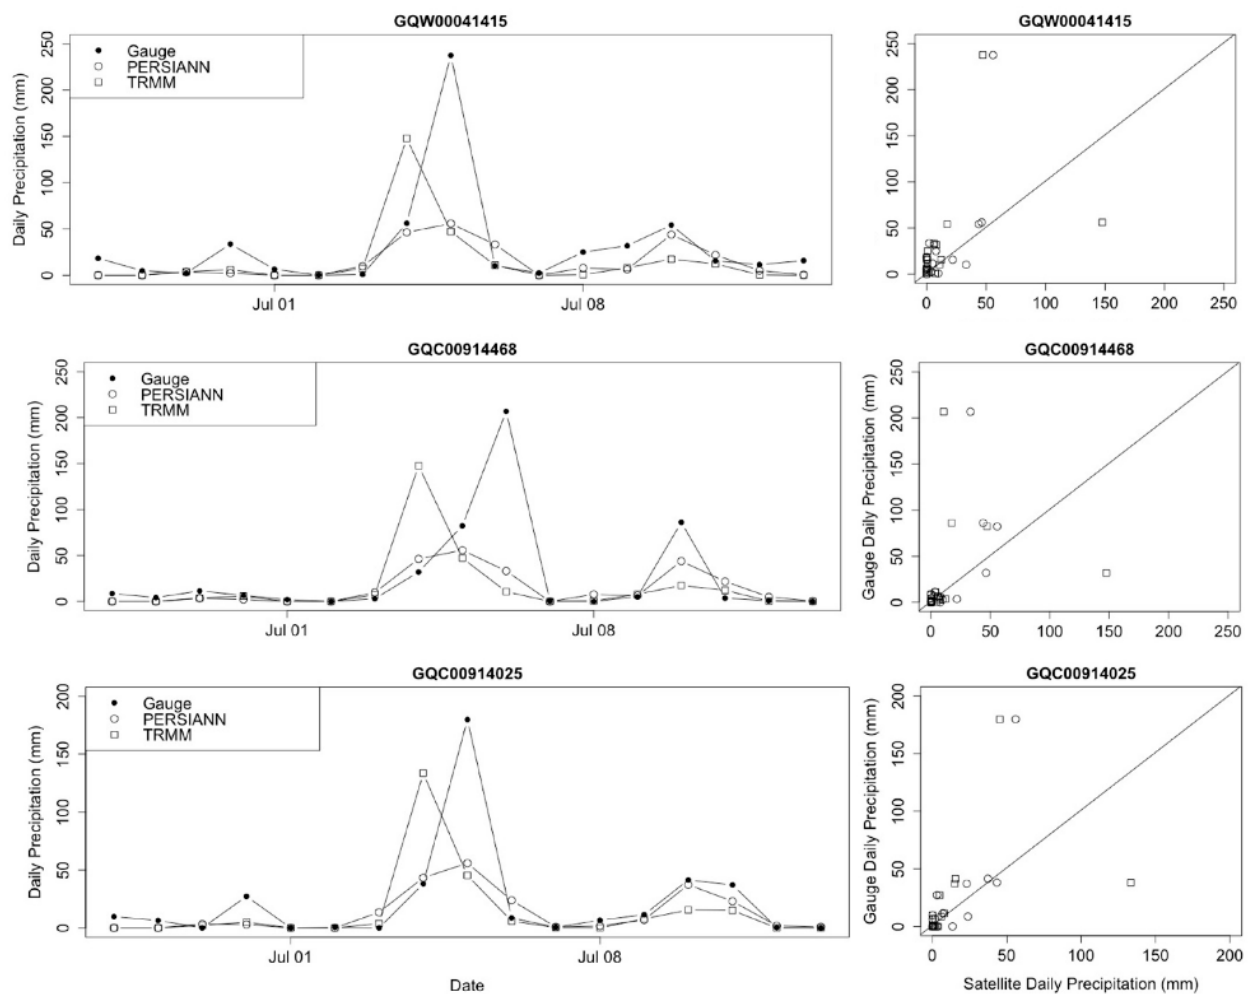 GQW00041415
Gauge
PERSIANN
TRMM
Daily Precipitation (mm)
0 50 100 150 200 250
Jul 01 Jul 08
GQW00041415
0 50 100 150 200 250
0 50 100 150 200 250
GQC00914468
Gauge
PERSIANN
TRMM
Daily Precipitation (mm)
0 50 100 150 200 250
Jul 01 Jul 08
GQC00914468
Gauge Daily Precipitation (mm)
0 50 100 150 200 250
0 50 100 150 200 250
GQC00914025
Gauge
PERSIANN
TRMM
Daily Precipitation (mm)
0 50 100 150 200
Jul 01 Jul 08
Date
GQC00914025
Gauge Daily Precipitation (mm)
0 50 100 150 200
0 50 100 150 200
Satellite Daily Precipitation (mm)